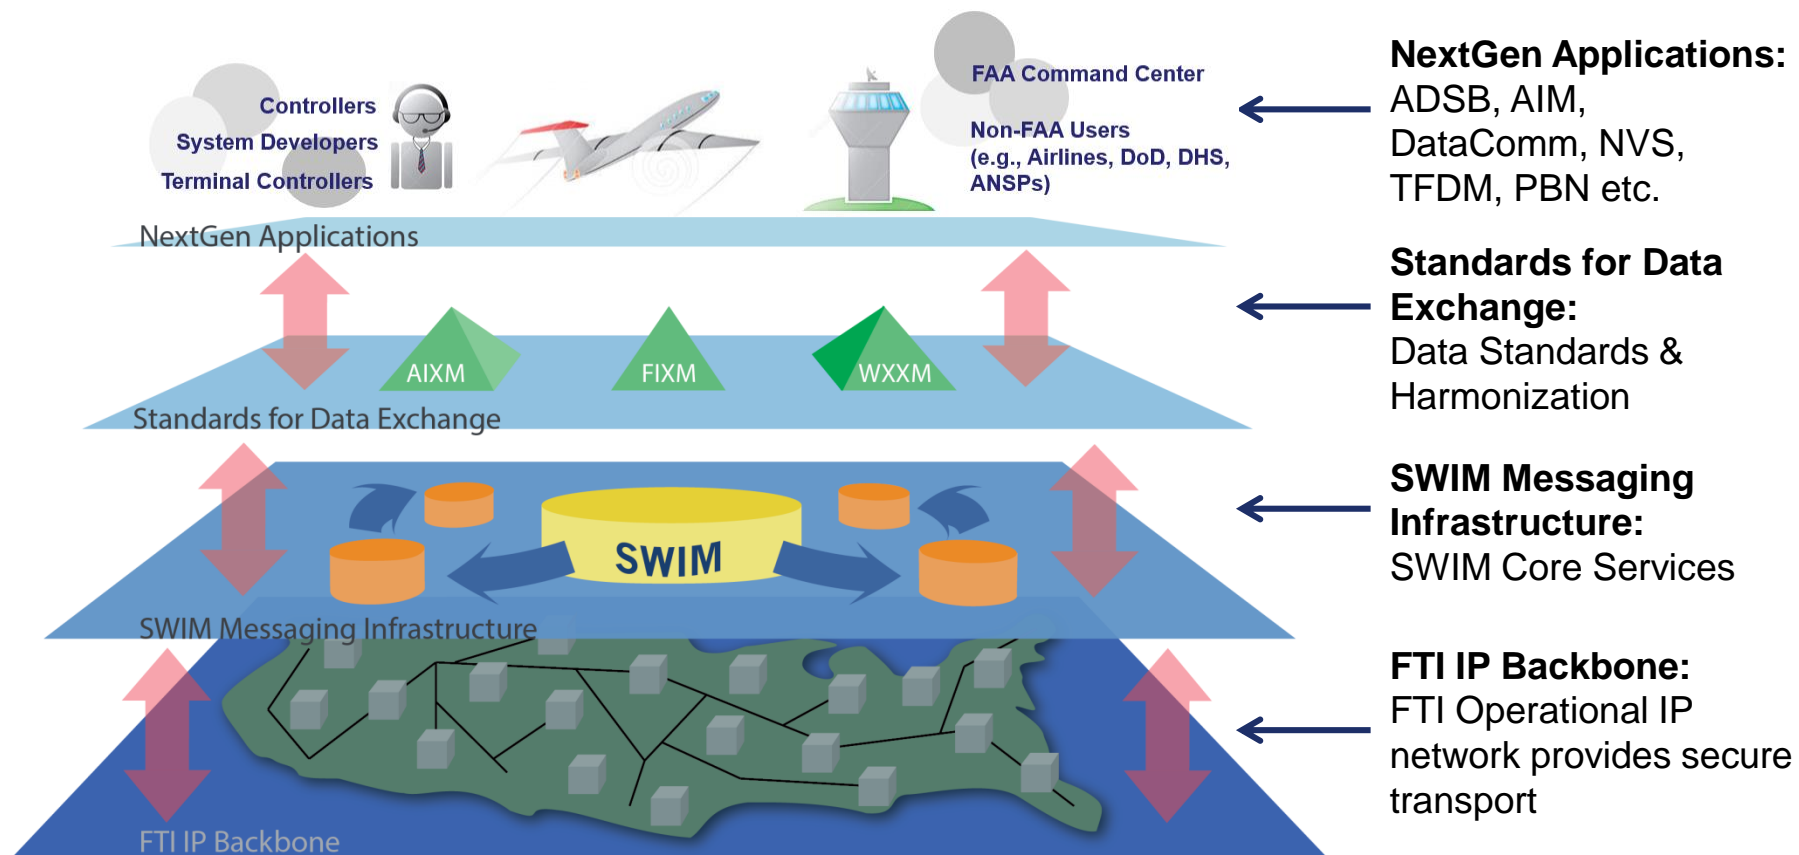 Controllers
System Developers
Terminal Controllers
FAA Command Center
Non-FAA Users
(e.g., Airlines, DoD, DHS,
ANSPs)
NextGen Applications
NextGen Applications:
ADSB, AIM,
DataComm, NVS,
TFDM, PBN etc.
AIXM
FIXM
WXXM
Standards for Data Exchange
Standards for Data
Exchange:
Data Standards &
Harmonization
SWIM
SWIM Messaging Infrastructure
SWIM Messaging
Infrastructure:
SWIM Core Services
FTI IP Backbone
FTI IP Backbone:
FTI Operational IP
network provides secure
transport